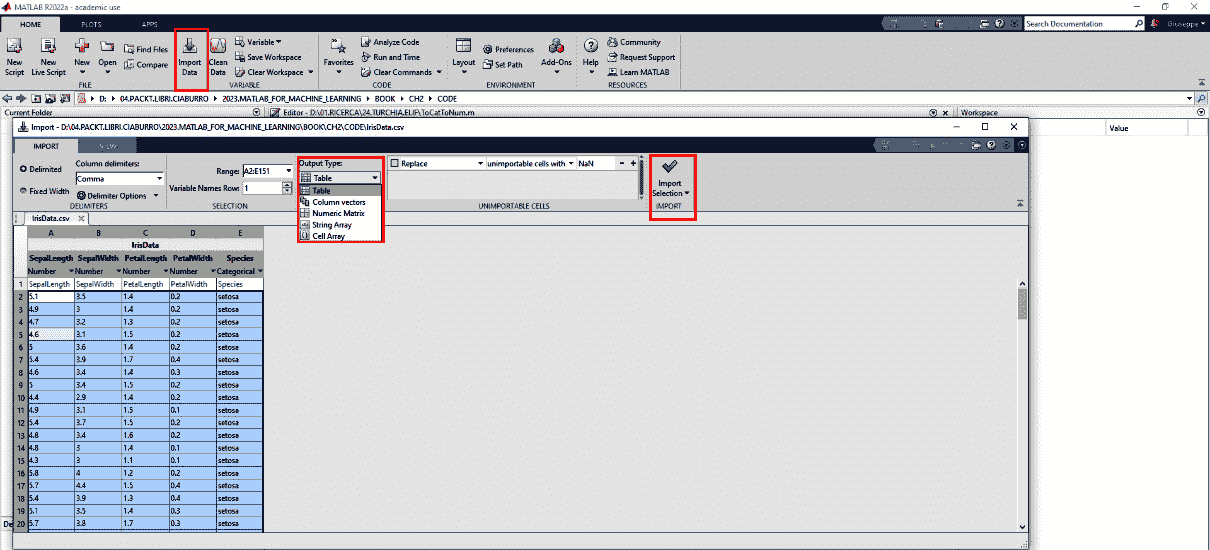 MATLAB R2022a - academic use
HOME PLOTS APPS Search Documentation Giuseppe
New Script New Live Script New Open Find Files Compare Import Data Clean Data Variable Save Workspace Clear Workspace Favorites Analyze Code Run and Time Clear Commands Layout Preferences Set Path Add-Ons Help Community Request Support Learn MATLAB
FILE VARIABLE CODE ENVIRONMENT RESOURCES
D: 04.PACKT.LIBRI.CIABURRO 2023.MATLAB_FOR_MACHINE_LEARNING BOOK CH2 CODE
Current Folder Editor - D:\01.RICERCA\24.TURCHIA.ELIF\ToCatToNum.m Workspace
Import - D:\04.PACKT.LIBRI.CIABURRO\2023.MATLAB_FOR_MACHINE_LEARNING\BOOK\CH2\CODE\IrisData.csv Value
IMPORT VIEW
Delimited Column delimiters: Comma Fixed Width Delimiter Options
Range: A2:E151 Variable Names Row: 1
Output Type: Table
Table
Column vectors
Numeric Matrix
String Array
Cell Array
Replace unimportable cells with NaN - +
Import Selection
DELIMITERS SELECTION UNIMPORTABLE CELLS IMPORT
IrisData.csv
A B C D E
IrisData
SepalLength SepalWidth PetalLength PetalWidth Species
Number Number Number Number Categorical
1 SepalLength SepalWidth PetalLength PetalWidth Species
2 5.1 3.5 1.4 0.2 setosa
3 4.9 3 1.4 0.2 setosa
4 4.7 3.2 1.3 0.2 setosa
5 4.6 3.1 1.5 0.2 setosa
6 5 3.6 1.4 0.2 setosa
7 5.4 3.9 1.7 0.4 setosa
8 4.6 3.4 1.4 0.3 setosa
9 5 3.4 1.5 0.2 setosa
10 4.4 2.9 1.4 0.2 setosa
11 4.9 3.1 1.5 0.1 setosa
12 5.4 3.7 1.5 0.2 setosa
13 4.8 3.4 1.6 0.2 setosa
14 4.8 3 1.4 0.1 setosa
15 4.3 3 1.1 0.1 setosa
16 5.8 4 1.2 0.2 setosa
17 5.7 4.4 1.5 0.4 setosa
18 5.4 3.9 1.3 0.4 setosa
19 5.1 3.5 1.4 0.3 setosa
De 20 5.7 3.8 1.7 0.3 setosa